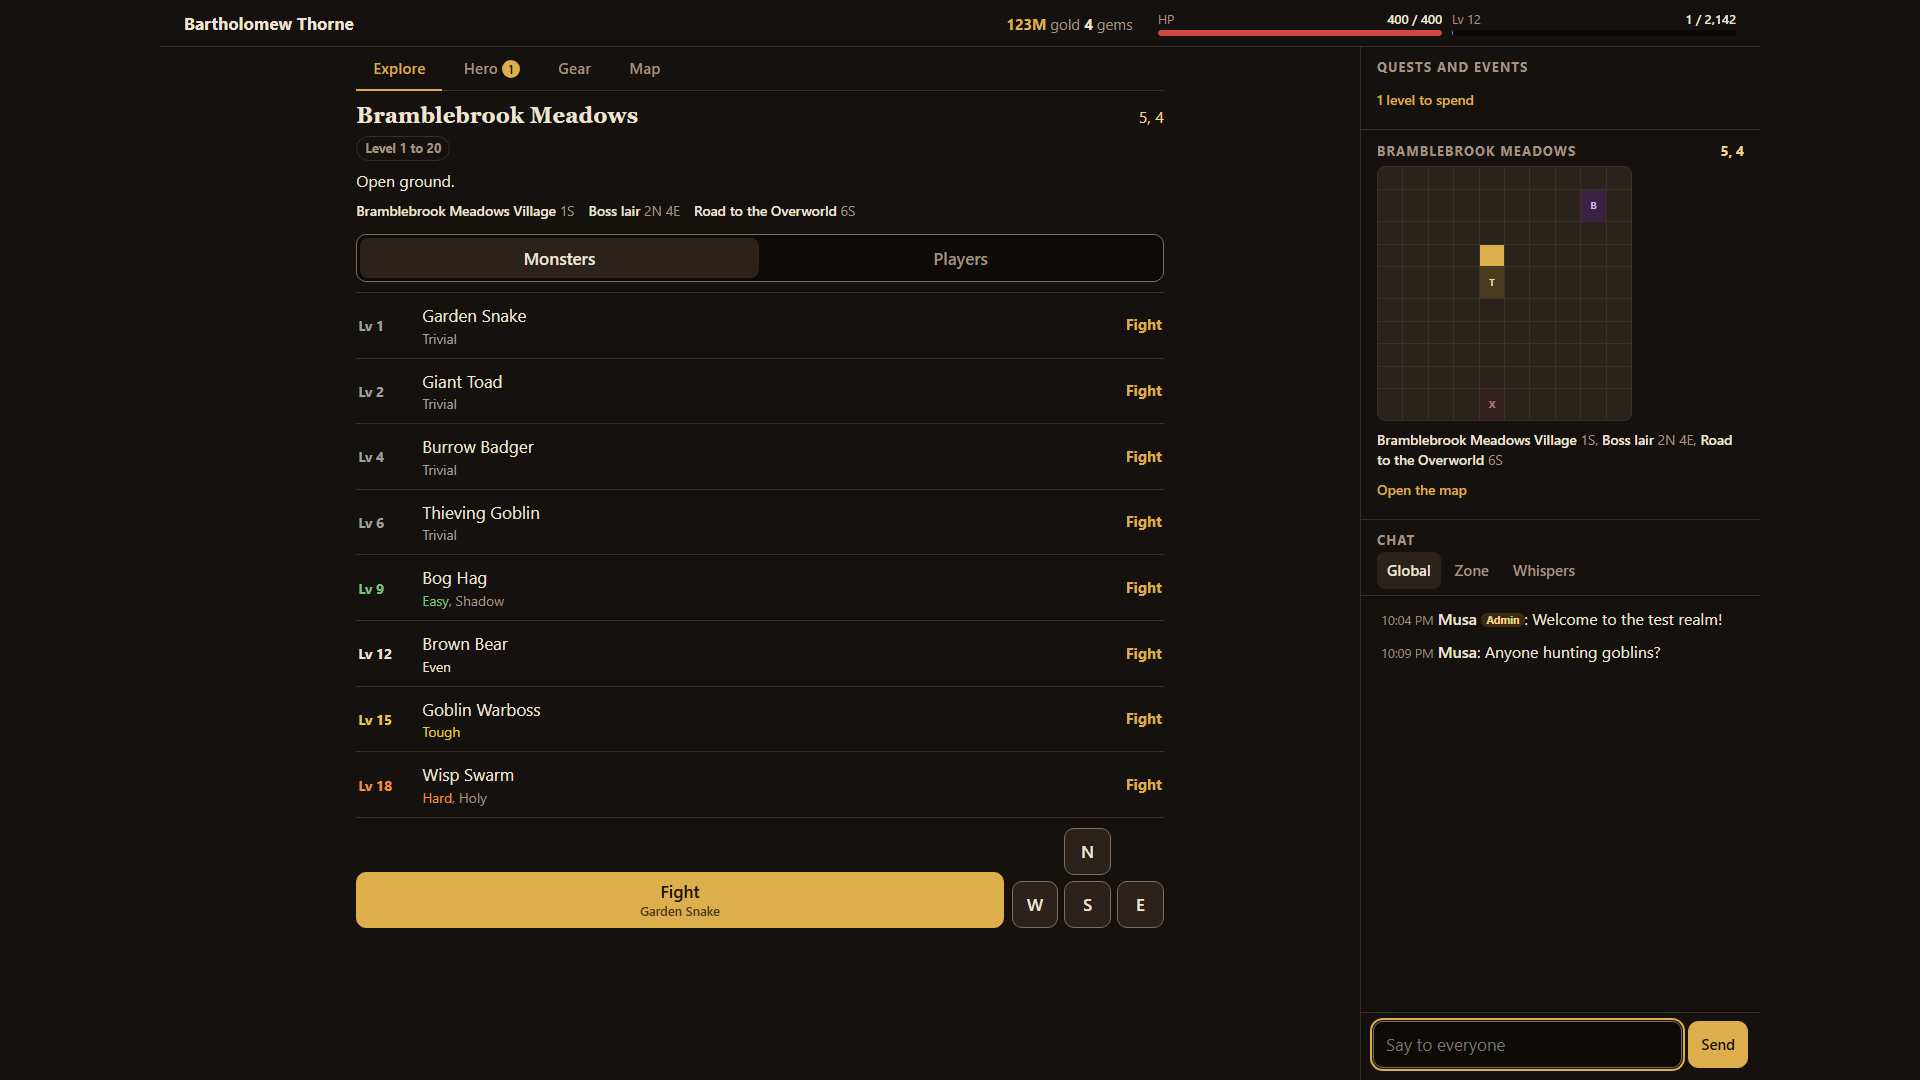 Bartholomew Thorne
123M gold 4 gems
HP 400 / 400
Lv 12 1 / 2,142
Explore
Hero 1
Gear
Map
Bramblebrook Meadows
5, 4
Level 1 to 20
Open ground.
Bramblebrook Meadows Village 1S Boss lair 2N 4E Road to the Overworld 6S
Monsters
Players
Lv 1
Garden Snake
Trivial
Fight
Lv 2
Giant Toad
Trivial
Fight
Lv 4
Burrow Badger
Trivial
Fight
Lv 6
Thieving Goblin
Trivial
Fight
Lv 9
Bog Hag
Easy, Shadow
Fight
Lv 12
Brown Bear
Even
Fight
Lv 15
Goblin Warboss
Tough
Fight
Lv 18
Wisp Swarm
Hard, Holy
Fight
Fight
Garden Snake
N
W
S
E
QUESTS AND EVENTS
1 level to spend
BRAMBLEBROOK MEADOWS
5, 4
B
T
X
Bramblebrook Meadows Village 1S, Boss lair 2N 4E, Road
to the Overworld 6S
Open the map
CHAT
Global
Zone
Whispers
10:04 PM Musa Admin: Welcome to the test realm!
10:09 PM Musa: Anyone hunting goblins?
Say to everyone
Send